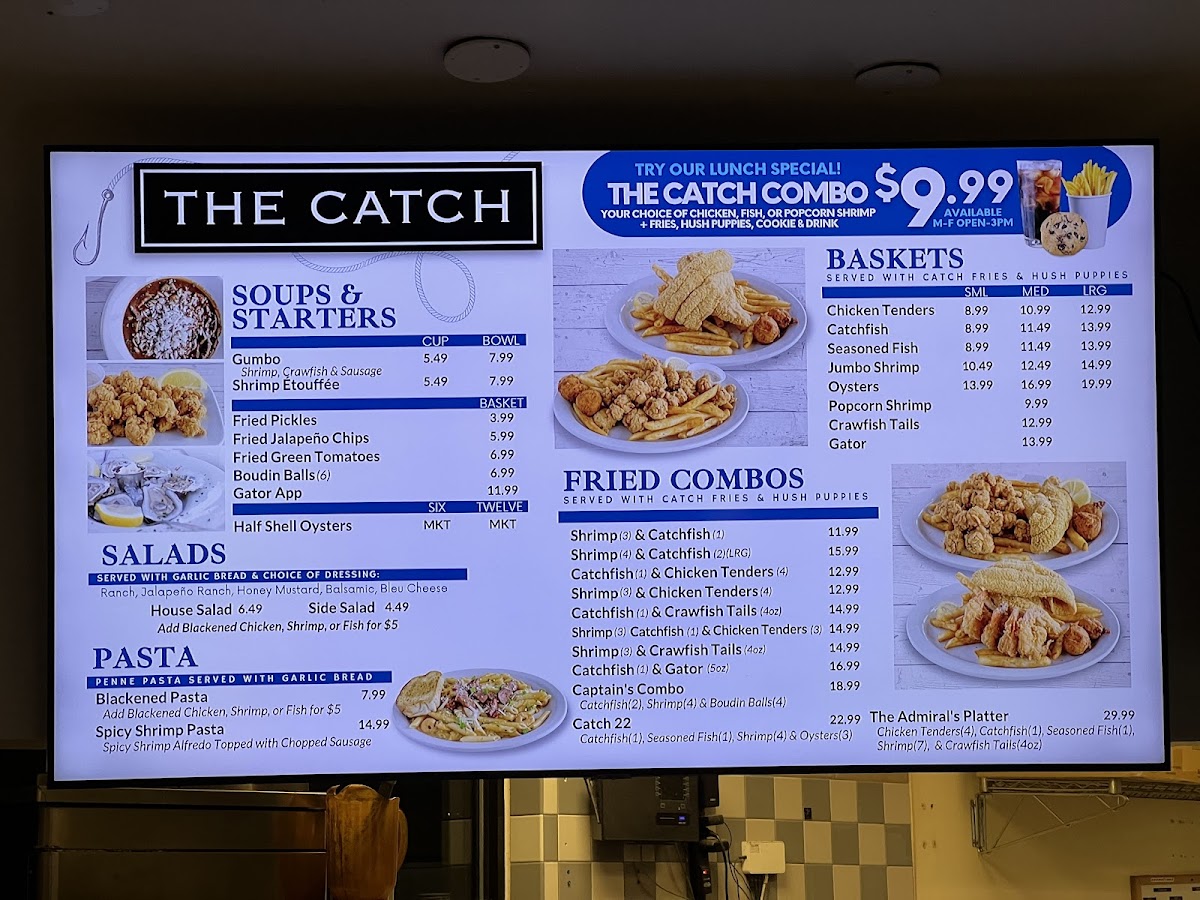 THE CATCH
TRY OUR LUNCH SPECIAL!
THE CATCH COMBO $9.99
YOUR CHOICE OF CHICKEN, FISH, OR POPCORN SHRIMP
+ FRIES, HUSH PUPPIES, COOKIE & DRINK
AVAILABLE
M-F OPEN-3PM
SOUPS &
STARTERS
CUP BOWL
Gumbo 5.49 7.99
Shrimp, Crawfish & Sausage
Shrimp Étouffée 5.49 7.99
BASKET
Fried Pickles 3.99
Fried Jalapeño Chips 5.99
Fried Green Tomatoes 6.99
Boudin Balls(6) 6.99
Gator App 11.99
SIX TWELVE
Half Shell Oysters MKT MKT
SALADS
SERVED WITH GARLIC BREAD & CHOICE OF DRESSING:
Ranch, Jalapeño Ranch, Honey Mustard, Balsamic, Bleu Cheese
House Salad 6.49 Side Salad 4.49
Add Blackened Chicken, Shrimp, or Fish for $5
PASTA
PENNE PASTA SERVED WITH GARLIC BREAD
Blackened Pasta 7.99
Add Blackened Chicken, Shrimp, or Fish for $5
Spicy Shrimp Pasta 14.99
Spicy Shrimp Alfredo Topped with Chopped Sausage
BASKETS
SERVED WITH CATCH FRIES & HUSH PUPPIES
SML MED LRG
Chicken Tenders 8.99 10.99 12.99
Catchfish 8.99 11.49 13.99
Seasoned Fish 8.99 11.49 13.99
Jumbo Shrimp 10.49 12.49 14.99
Oysters 13.99 16.99 19.99
Popcorn Shrimp 9.99
Crawfish Tails 12.99
Gator 13.99
FRIED COMBOS
SERVED WITH CATCH FRIES & HUSH PUPPIES
Shrimp(3) & Catchfish(1) 11.99
Shrimp(4) & Catchfish (2)(LRG) 15.99
Catchfish(1) & Chicken Tenders (4) 12.99
Shrimp(3) & Chicken Tenders(4) 12.99
Catchfish (1) & Crawfish Tails (4oz) 14.99
Shrimp(3) Catchfish (1) & Chicken Tenders (3) 14.99
Shrimp(3) & Crawfish Tails(4oz) 14.99
Catchfish(1) & Gator (5oz) 16.99
Captain's Combo 18.99
Catchfish(2), Shrimp(4) & Boudin Balls(4)
Catch 22 22.99
Catchfish(1), Seasoned Fish(1), Shrimp(4) & Oysters(3)
The Admiral's Platter 29.99
Chicken Tenders(4), Catchfish(1), Seasoned Fish(1),
Shrimp(7), & Crawfish Tails(4oz)